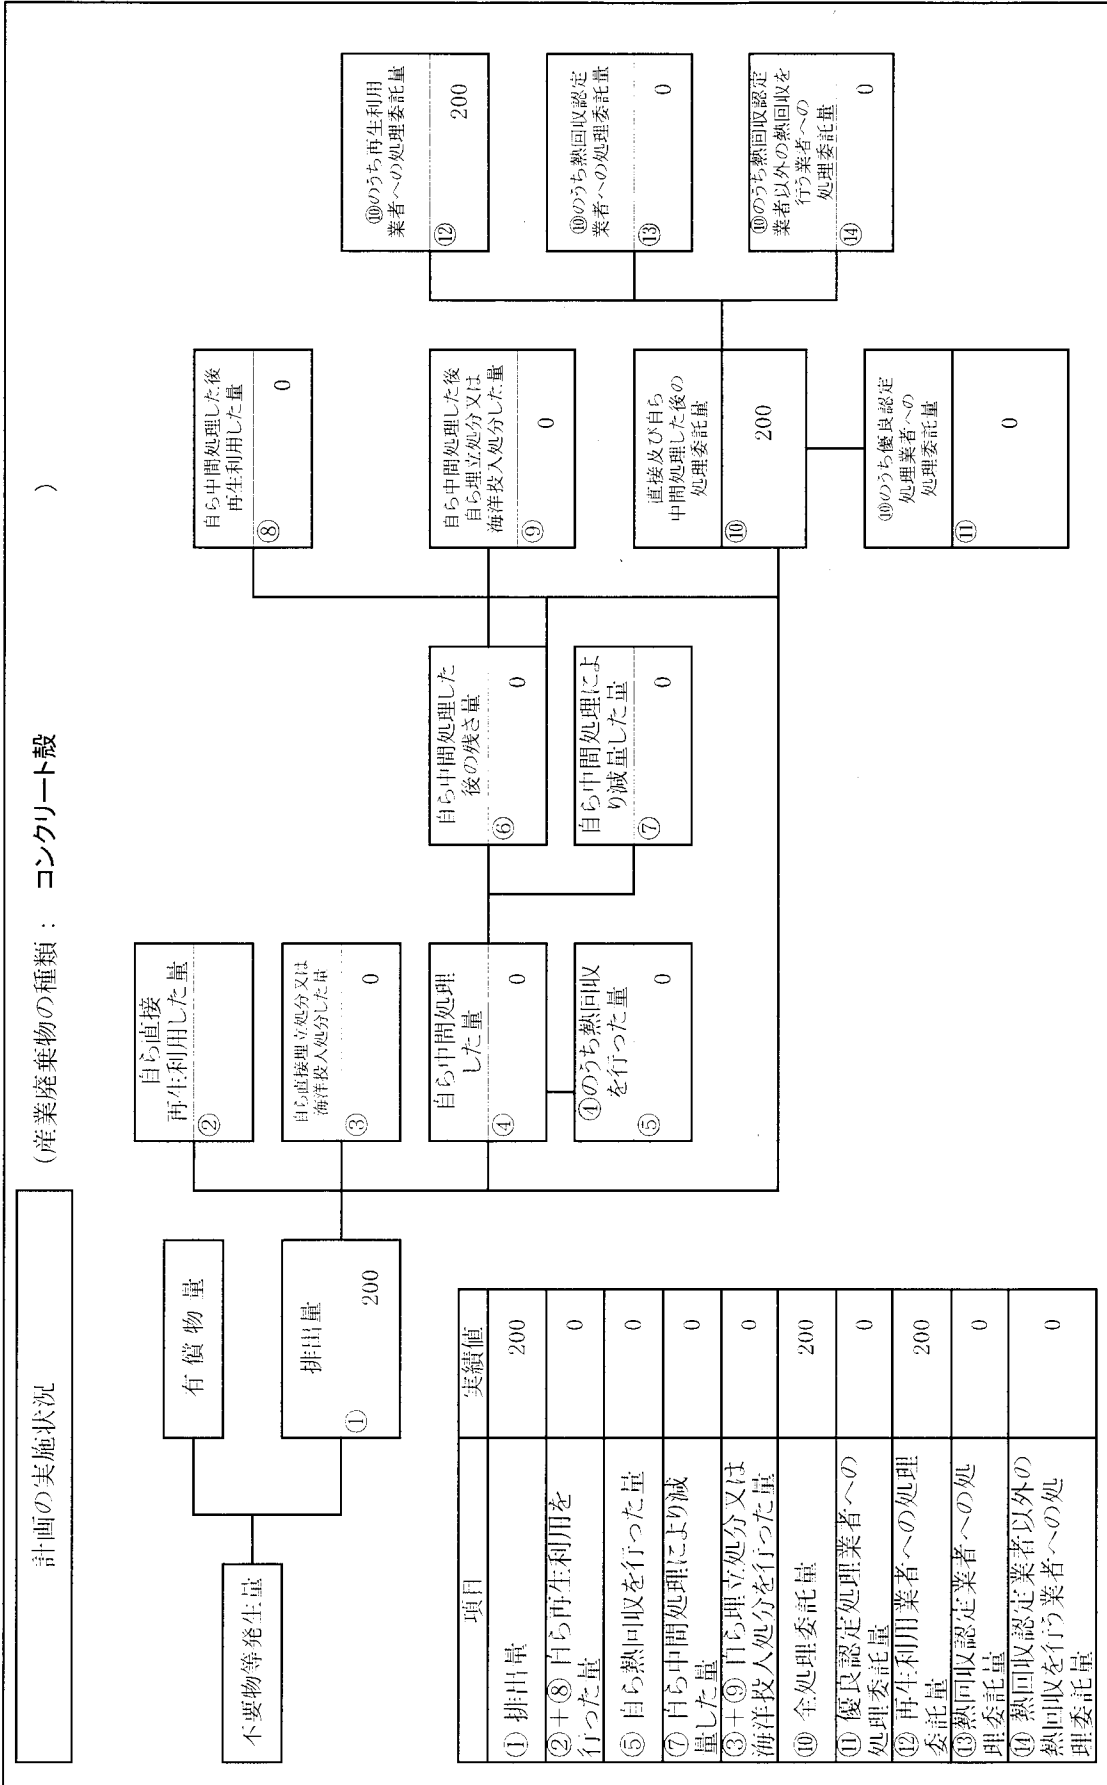 計画の実施状況
(産業廃棄物の種類： コンクリート殻 )
不要物等発生量
有償物量
排出量
① 200
自ら直接
再生利用した量
②
自ら直接埋立処分又は
海洋投入処分した量
③ 0
自ら中間処理
した量
④ 0
④のうち熱回収
を行った量
⑤ 0
自ら中間処理した
後の残さ量
⑥ 0
自ら中間処理によ
り減量した量
⑦ 0
自ら中間処理した後
再生利用した量
⑧ 0
自ら中間処理した後
自ら埋立処分又は
海洋投入処分した量
⑨ 0
直接及び自ら
中間処理した後の
処理委託量
⑩ 200
⑩のうち優良認定
処理業者への
処理委託量
⑪ 0
⑩のうち再生利用
業者への処理委託量
⑫ 200
⑩のうち熱回収認定
業者への処理委託量
⑬ 0
⑩のうち熱回収認定
業者以外の熱回収を
行う業者への
処理委託量
⑭ 0
項目 実績値
① 排出量 200
②＋⑧ 自ら再生利用を
行った量 0
⑤ 自ら熱回収を行った量 0
⑦ 自ら中間処理により減
量した量 0
③＋⑨ 自ら埋立処分又は
海洋投入処分を行った量 0
⑩ 全処理委託量 200
⑪ 優良認定処理業者への
処理委託量 0
⑫ 再生利用業者への処理
委託量 200
⑬ 熱回収認定業者への処
理委託量 0
⑭ 熱回収認定業者以外の
熱回収を行う業者への処
理委託量 0